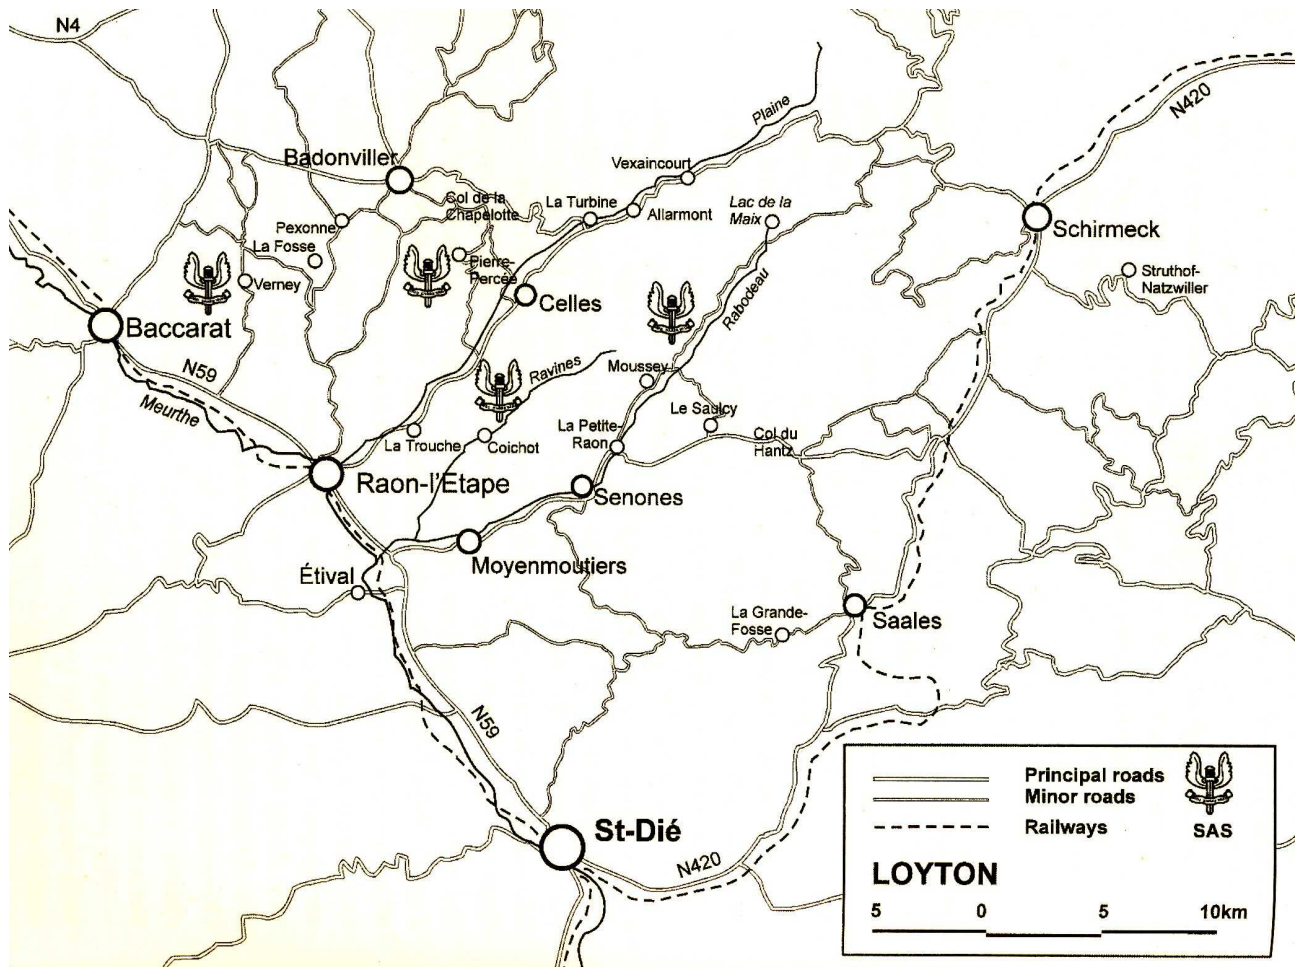 N4
N420
Plaine
Badonviller
Vexaincourt
Col de la
Chapelotte
La Turbine
Allarmont
Lac de la
Maix
Pexonne
La Fosse
Schirmeck
Pierre-
Percée
Verney
Struthof-
Natzwiller
Celles
Rabodeau
Baccarat
N59
Meurthe
Ravines
Moussey
Le Saulcy
La Petite-
Raon
Col du
Hantz
La Trouche
Coichot
Raon-l'Etape
Senones
Moyenmoutiers
Étival
La Grande-
Fosse
Saales
N59
St-Dié
N420
Principal roads
Minor roads
Railways
SAS
LOYTON
5 0 5 10km